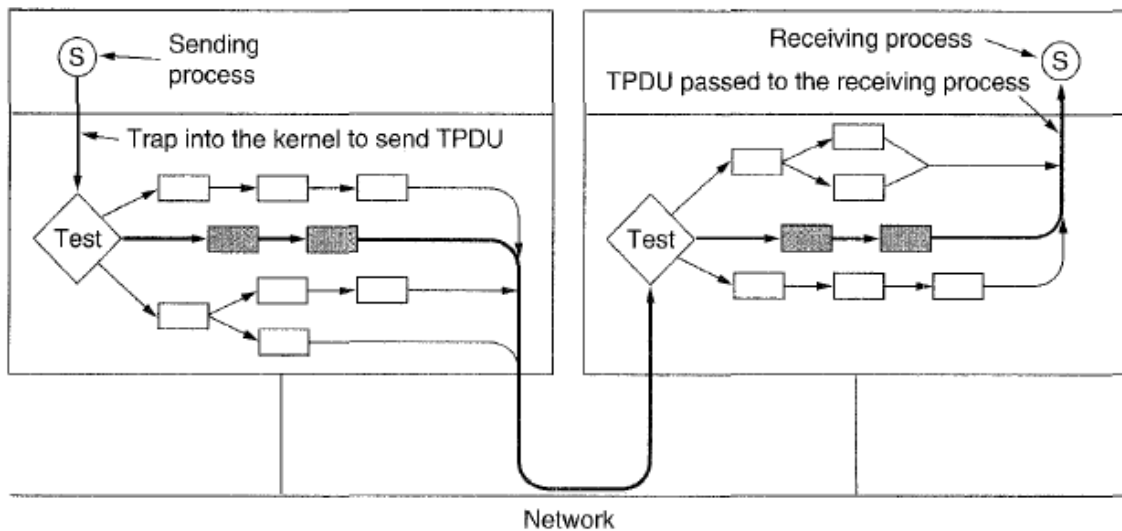 S
Sending
process
Trap into the kernel to send TPDU
Test
Receiving process
S
TPDU passed to the receiving process
Test
Network